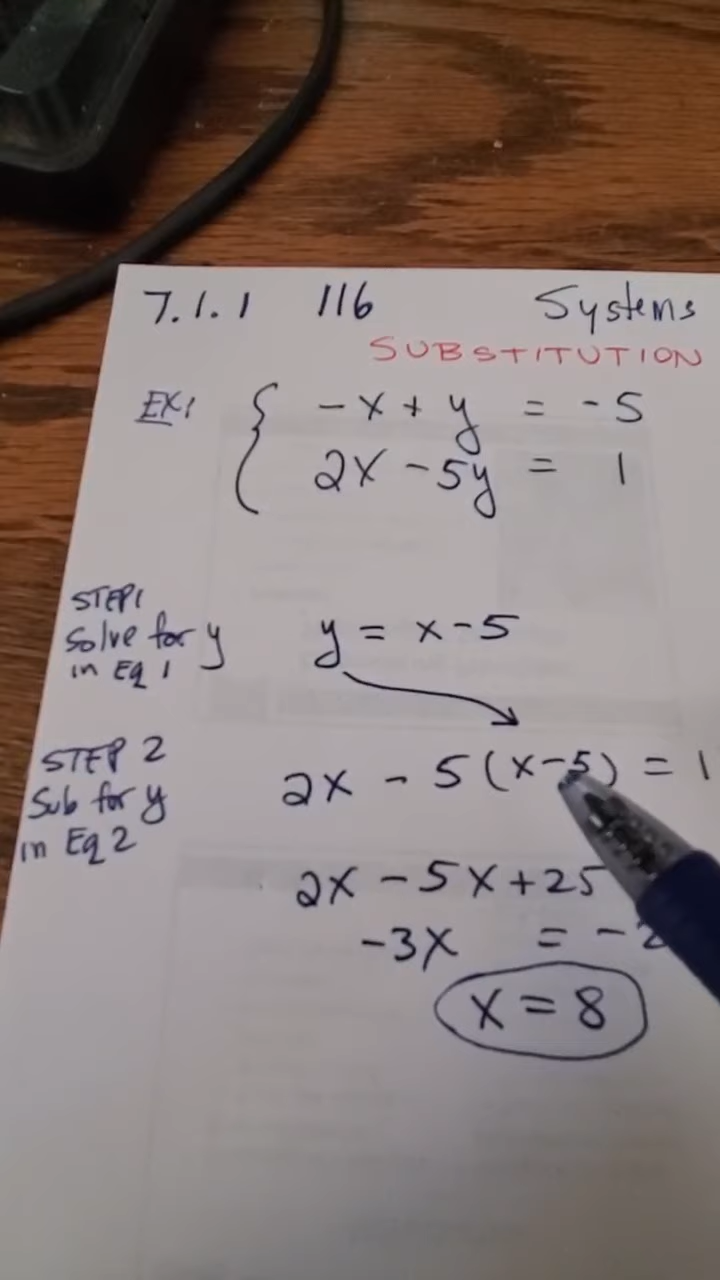 7.1.1 116 Systems
SUBSTITUTION
EX1 { -x + y = -5
2x - 5y = 1
STEP1
Solve for y
in Eq 1
y = x - 5
STEP 2
Sub for y
in Eq 2
2x - 5(x-5) = 1
2x - 5x + 25
-3x = -2
x = 8